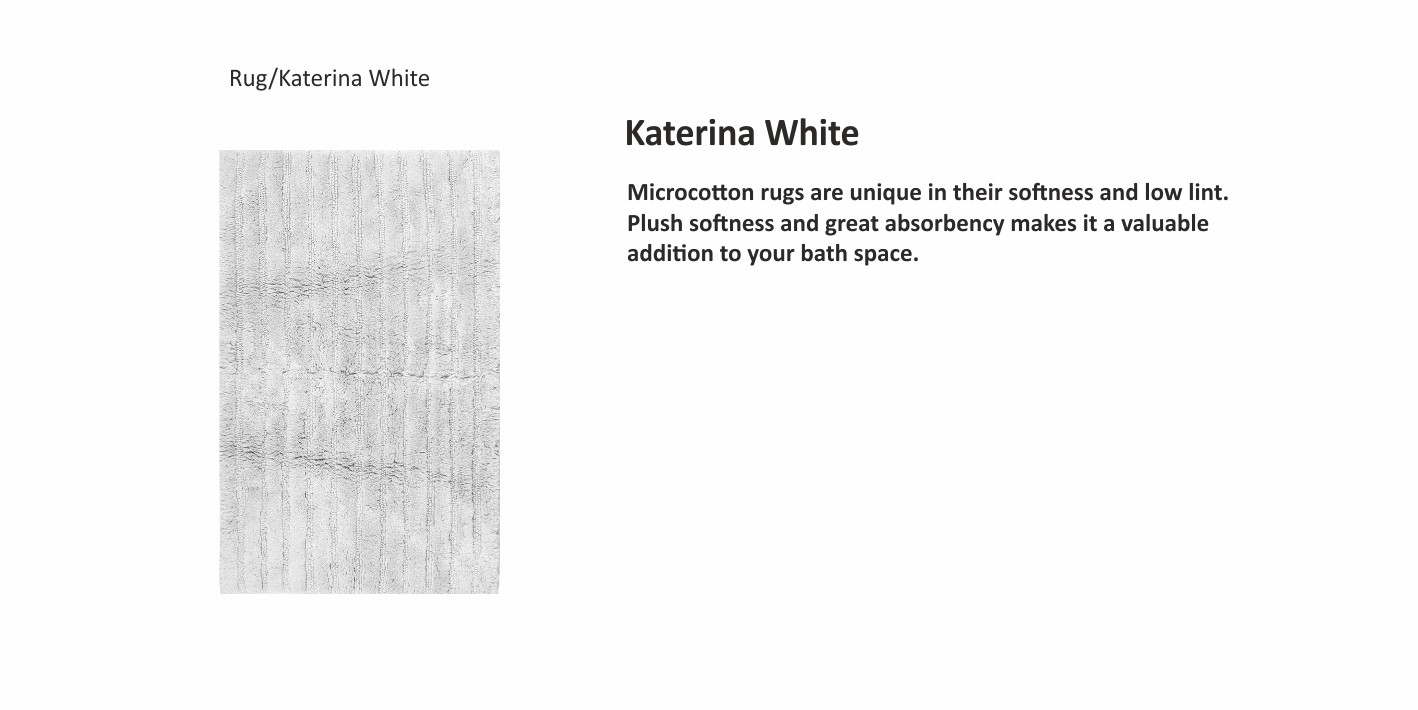 Rug/Katerina White
Katerina White
Microcotton rugs are unique in their softness and low lint.
Plush softness and great absorbency makes it a valuable
addition to your bath space.